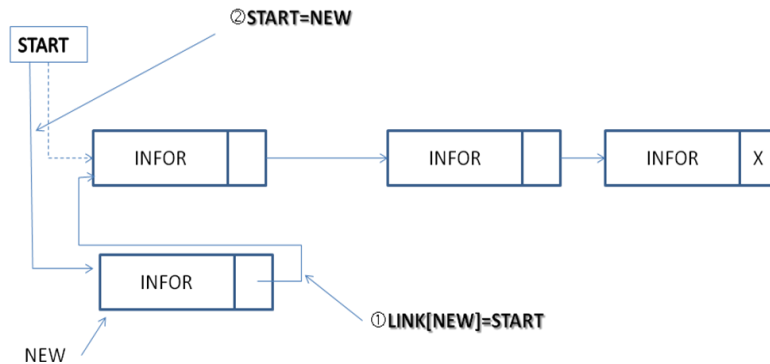 ②START=NEW
START
INFOR
INFOR
INFOR X
INFOR
①LINK[NEW]=START
NEW